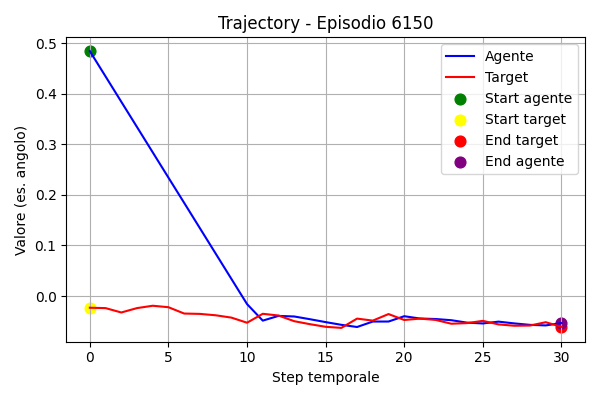 Trajectory - Episodio 6150
Valore (es. angolo)
0.5
0.4
0.3
0.2
0.1
0.0
0
5
10
15
20
25
30
Step temporale
Agente
Target
Start agente
Start target
End target
End agente